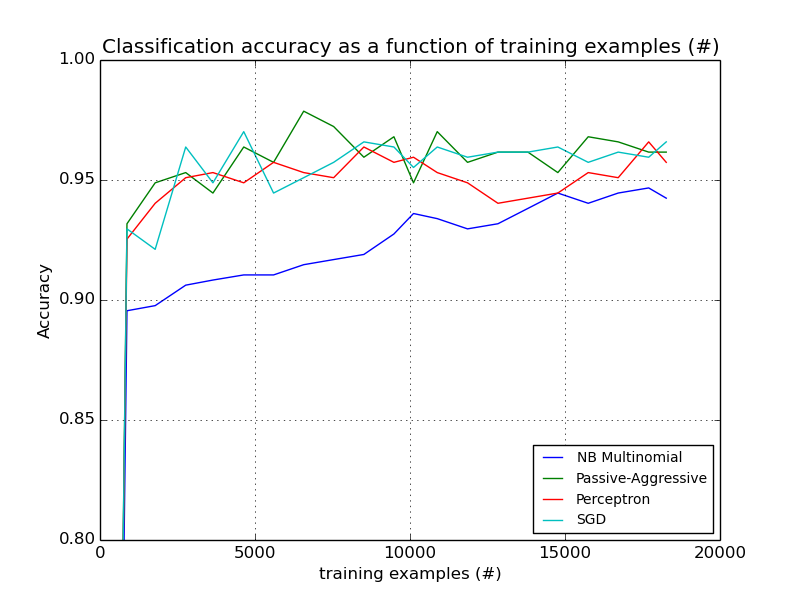 Classification accuracy as a function of training examples (#)
1.00
0.95
0.90
0.85
0.80
Accuracy
NB Multinomial
Passive-Aggressive
Perceptron
SGD
0 5000 10000 15000 20000
training examples (#)